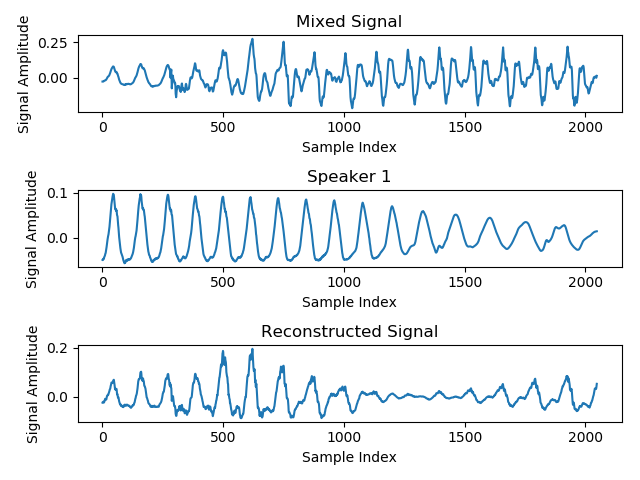 Mixed Signal
Signal Amplitude
0.25
0.00
0 500 1000 1500 2000
Sample Index
Speaker 1
Signal Amplitude
0.1
0.0
0 500 1000 1500 2000
Sample Index
Reconstructed Signal
Signal Amplitude
0.2
0.0
0 500 1000 1500 2000
Sample Index